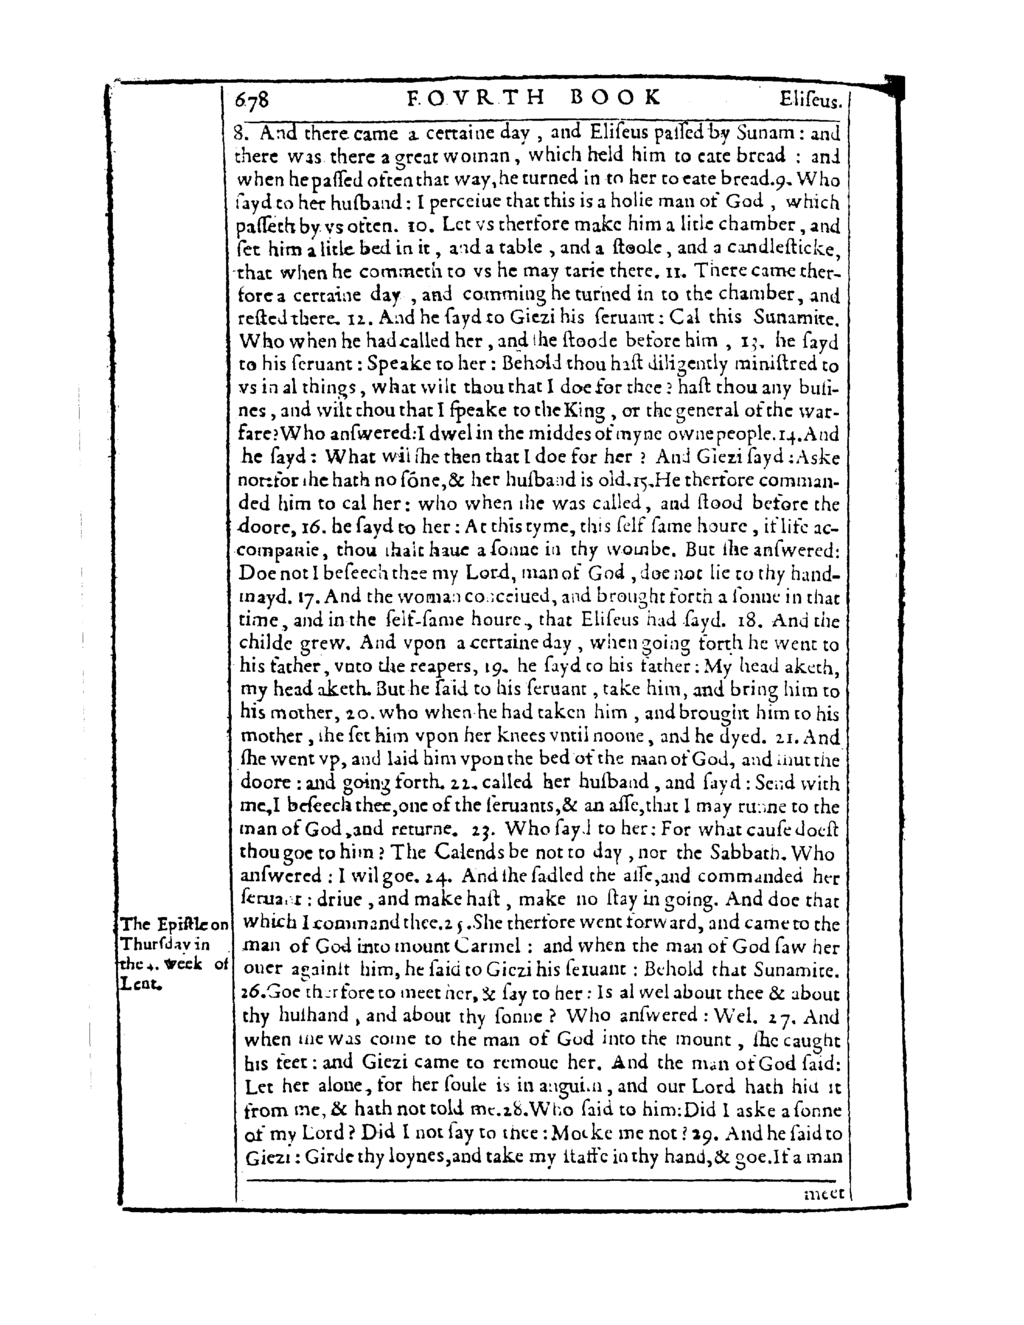 678 FOVRTH BOOK Eliſeus.
8. And there came a certaine day , and Eliſeus paſſed by Sunam : and
there was there a great woman, which held him to eate bread : and
when he paſſed often that way, he turned in to her to eate bread.9. Who
ſayd to her huſband : I perceiue that this is a holie man of God , which
paſſeth by vs often. 10. Let vs therfore make him a litle chamber, and
ſet him a litle bed in it , and a table , and a ſtoole, and a candleſticke,
that when he commeth to vs he may tarie there. 11. There came ther-
fore a certaine day , and comming he turned in to the chamber, and
reſted there. 12. And he ſayd to Giezi his ſeruant : Cal this Sunamite.
Who when he had called her , and ſhe ſtoode before him , 13. he ſayd
to his ſeruant : Speake to her : Behold thou haſt diligently miniſtred to
vs in al things, what wilt thou that I doe for thee ? haſt thou any buſi-
nes , and wilt thou that I ſpeake to the King , or the general of the war-
fare?Who anſwered:I dwel in the middes of myne owne people.14.And
he ſayd : What wil ſhe then that I doe for her ? And Giezi ſayd :Aske
not:for ſhe hath no ſóne,& her huſband is old.15.He therfore comman-
ded him to cal her : who when ſhe was called, and ſtood before the
doore, 16. he ſayd to her : At this tyme, this ſelf ſame houre , if life ac-
companie, thou ſhalt haue a ſonne in thy wombe. But ſhe anſwered:
Doe not I beſeech thee my Lord, man of God , doe not lie to thy hand-
mayd. 17. And the woman conceiued, and brought forth a ſonne in that
time , and in the ſelf-ſame houre , that Eliſeus had ſayd. 18. And the
childe grew. And vpon a certaine day , when going forth he went to
his father, vnto the reapers, 19. he ſayd to his father : My head aketh,
my head aketh. But he ſaid to his ſeruant , take him, and bring him to
his mother, 20. who when he had taken him , and brought him to his
mother , ſhe ſet him vpon her knees vntil noone, and he dyed. 21. And
ſhe went vp, and laid him vpon the bed of the man of God, and ſhut the
doore : and going forth. 22. called her huſband , and ſayd : Send with
me,I beſeech thee,one of the ſeruants,& an aſſe,that I may runne to the
man of God,and returne. 23. Who ſayd to her : For what cauſe doeſt
thou goe to him ? The Calends be not to day , nor the Sabbath. Who
anſwered : I wil goe. 24. And ſhe ſadled the aſſe,and commanded her
ſeruant : driue , and make haſt , make no ſtay in going. And doe that
which I command thee.25.She therfore went forward, and came to the
man of God into mount Carmel : and when the man of God ſaw her
ouer againſt him, he ſaid to Giezi his ſeruant : Behold that Sunamite.
26.Goe therfore to meet her, & ſay to her : Is al wel about thee & about
thy huſhand , and about thy ſonne ? Who anſwered : Wel. 27. And
when ſhe was come to the man of God into the mount , ſhe caught
his feet : and Giezi came to remoue her. And the man of God ſaid:
Let her alone, for her ſoule is in anguiſh, and our Lord hath hid it
from me, & hath not told me.28.Who ſaid to him:Did I aske a ſonne
of my Lord ? Did I not ſay to thee : Mocke me not ? 29. And he ſaid to
Giezi : Girde thy loynes,and take my ſtaffe in thy hand,& goe.If a man
meet
The Epiſtle on
Thurſday in
the 4. week of
Lent.